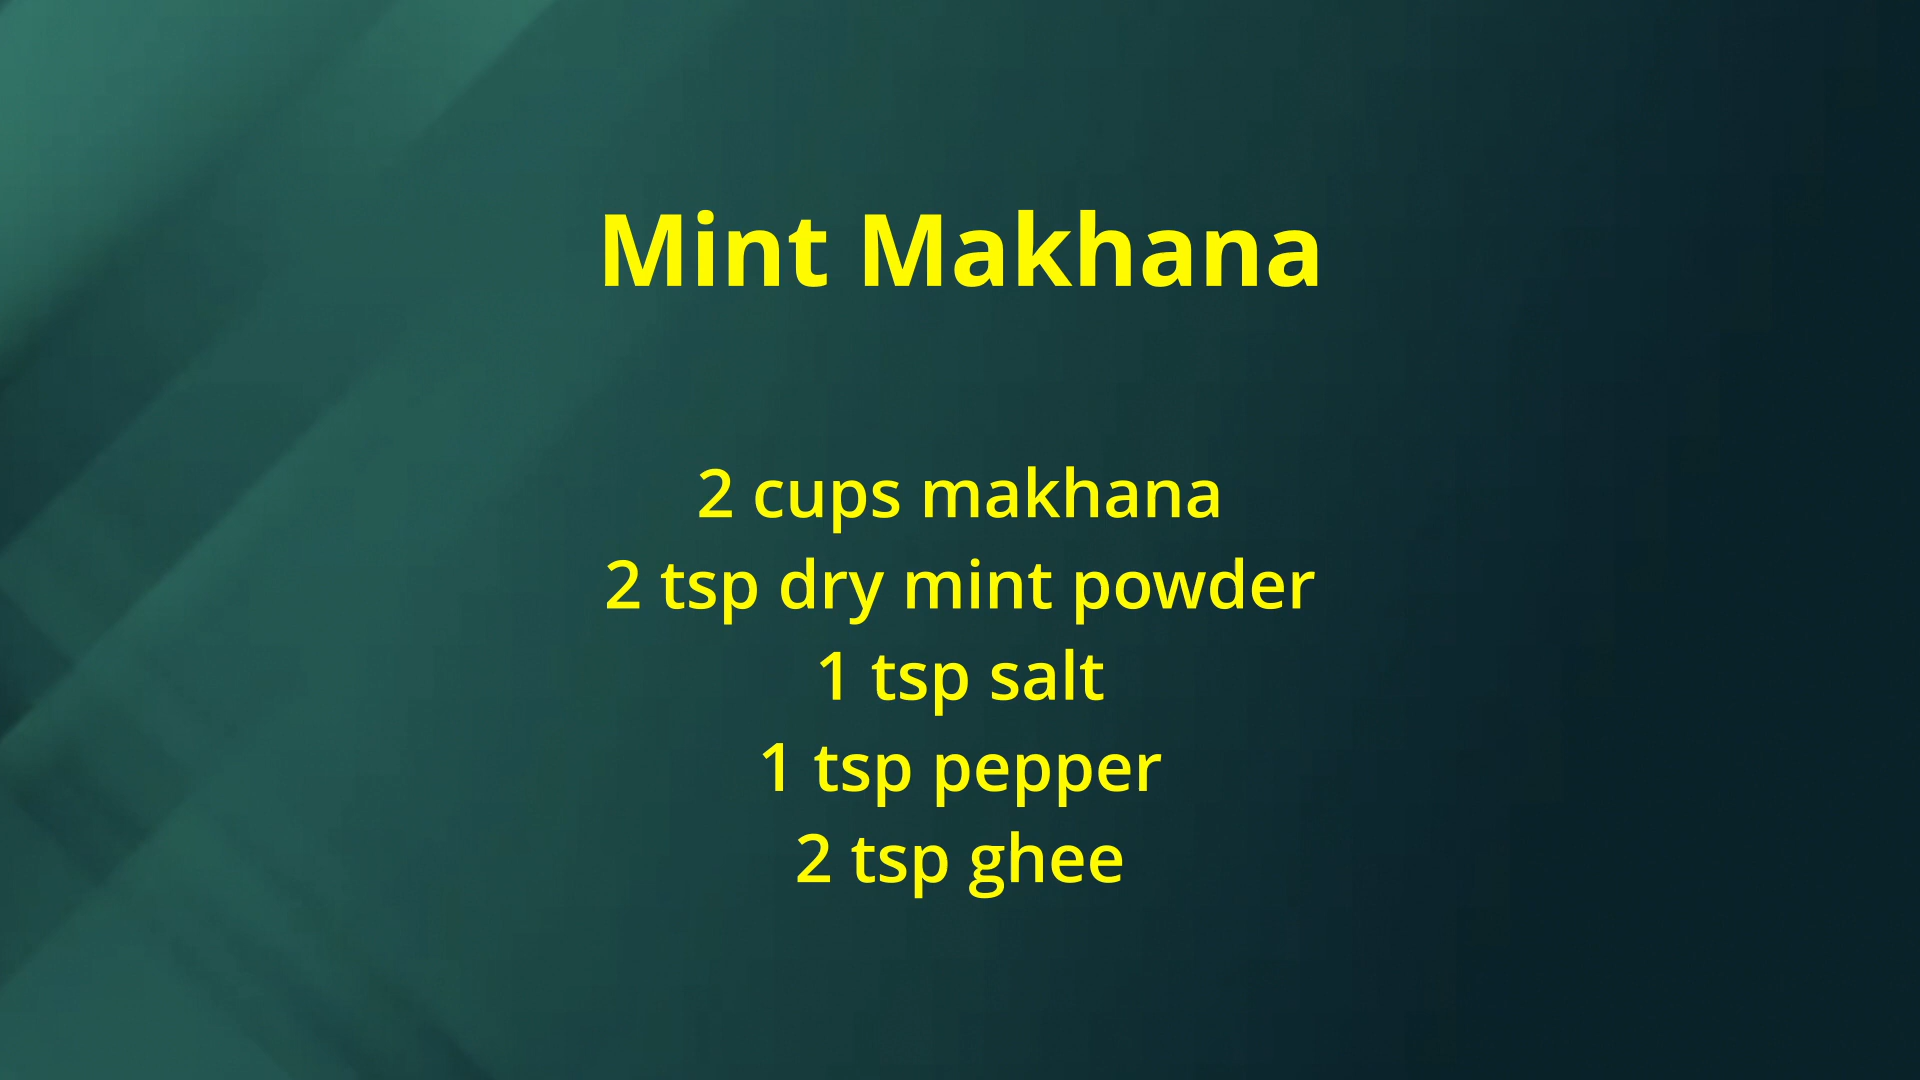 Mint Makhana
2 cups makhana
2 tsp dry mint powder
1 tsp salt
1 tsp pepper
2 tsp ghee